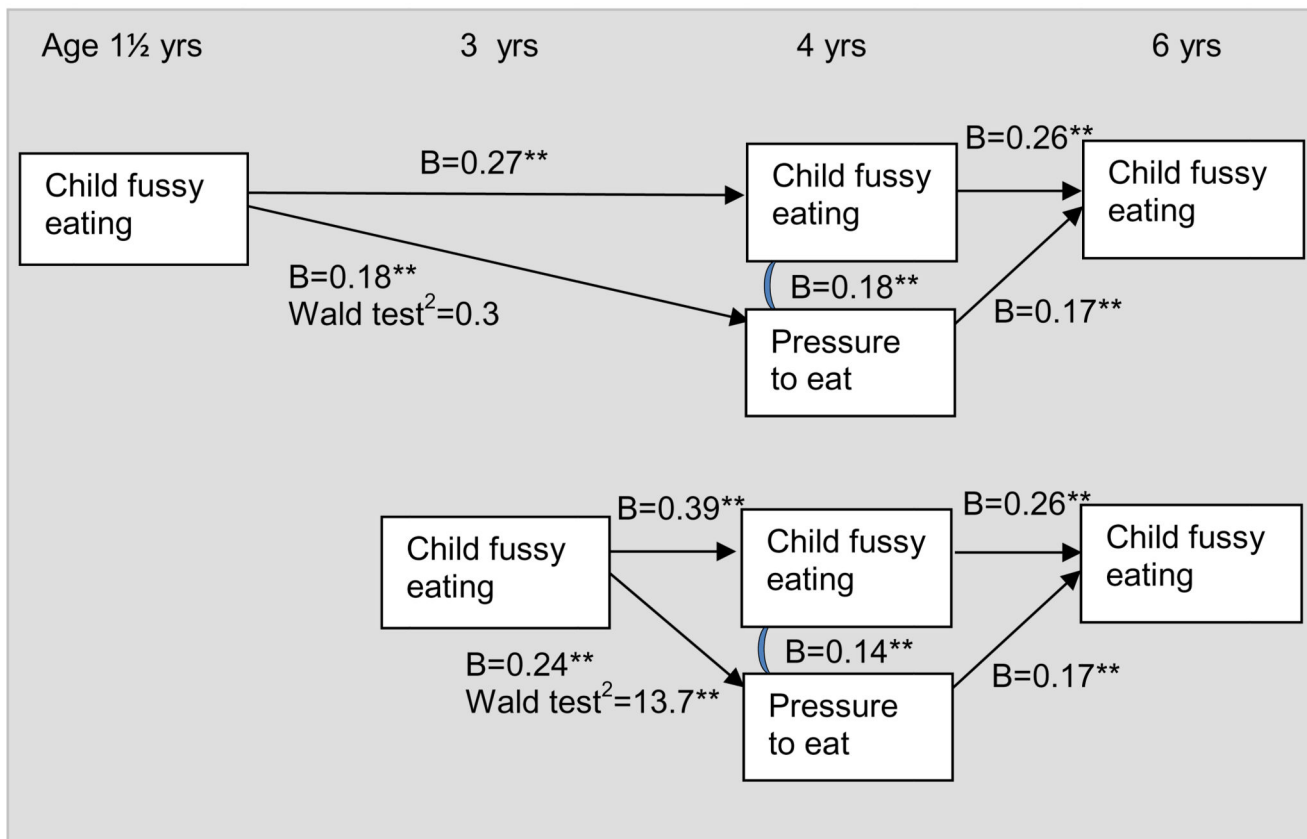 Age 1½ yrs 3 yrs 4 yrs 6 yrs
B=0.27**
B=0.26**
Child fussy
eating
Child fussy
eating
Child fussy
eating
B=0.18**
Wald test²=0.3
B=0.18**
B=0.17**
Pressure
to eat
B=0.39**
B=0.26**
Child fussy
eating
Child fussy
eating
Child fussy
eating
B=0.24**
Wald test²=13.7**
B=0.14**
B=0.17**
Pressure
to eat